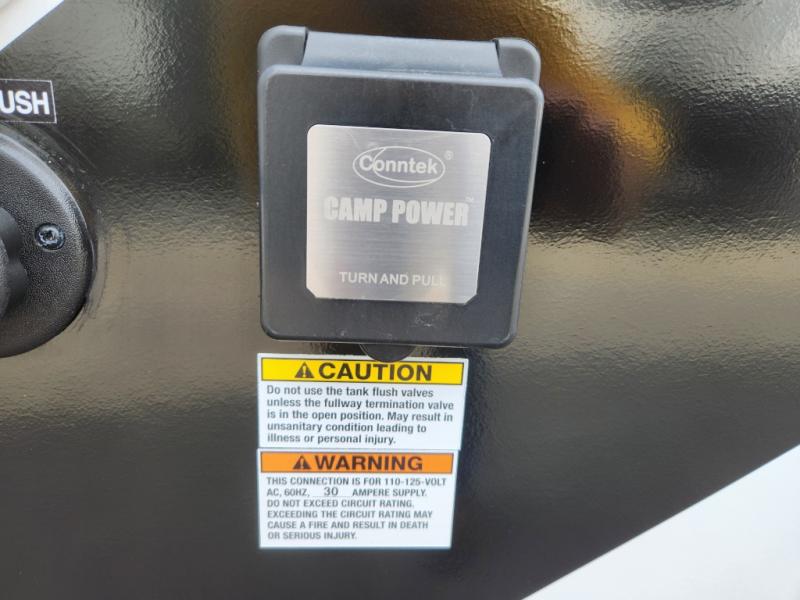 USH
Conntek®
CAMP POWER™
TURN AND PULL
CAUTION
Do not use the tank flush valves
unless the fullway termination valve
is in the open position. May result in
unsanitary condition leading to
illness or personal injury.
WARNING
THIS CONNECTION IS FOR 110-125-VOLT
AC, 60HZ, 30 AMPERE SUPPLY.
DO NOT EXCEED CIRCUIT RATING.
EXCEEDING THE CIRCUIT RATING MAY
CAUSE A FIRE AND RESULT IN DEATH
OR SERIOUS INJURY.